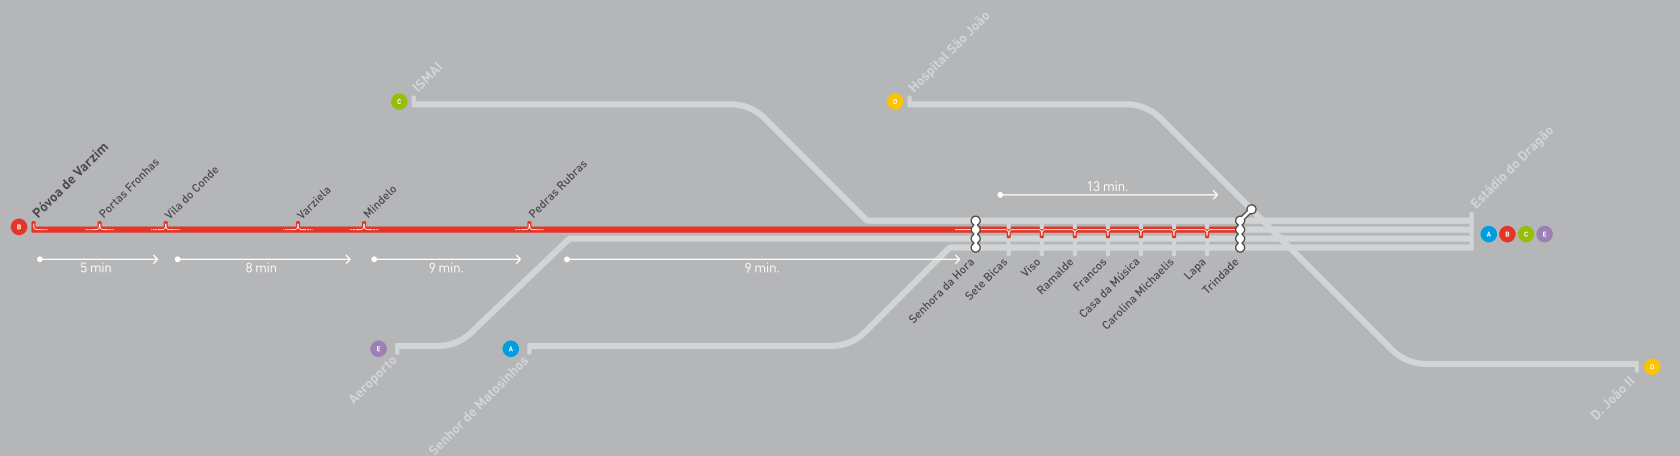 Hospital São João
D
ISMAI
C
Estádio do Dragão
A B C E
13 min.
B
Póvoa de Varzim
Portas Fronhas
Vila do Conde
Varziela
Mindelo
Pedras Rubras
5 min
8 min
9 min.
9 min.
Senhora da Hora
Sete Bicas
Viso
Ramalde
Francos
Casa da Música
Carolina Michaelis
Lapa
Trindade
E
Aeroporto
A
Senhor de Matosinhos
D
D. João II